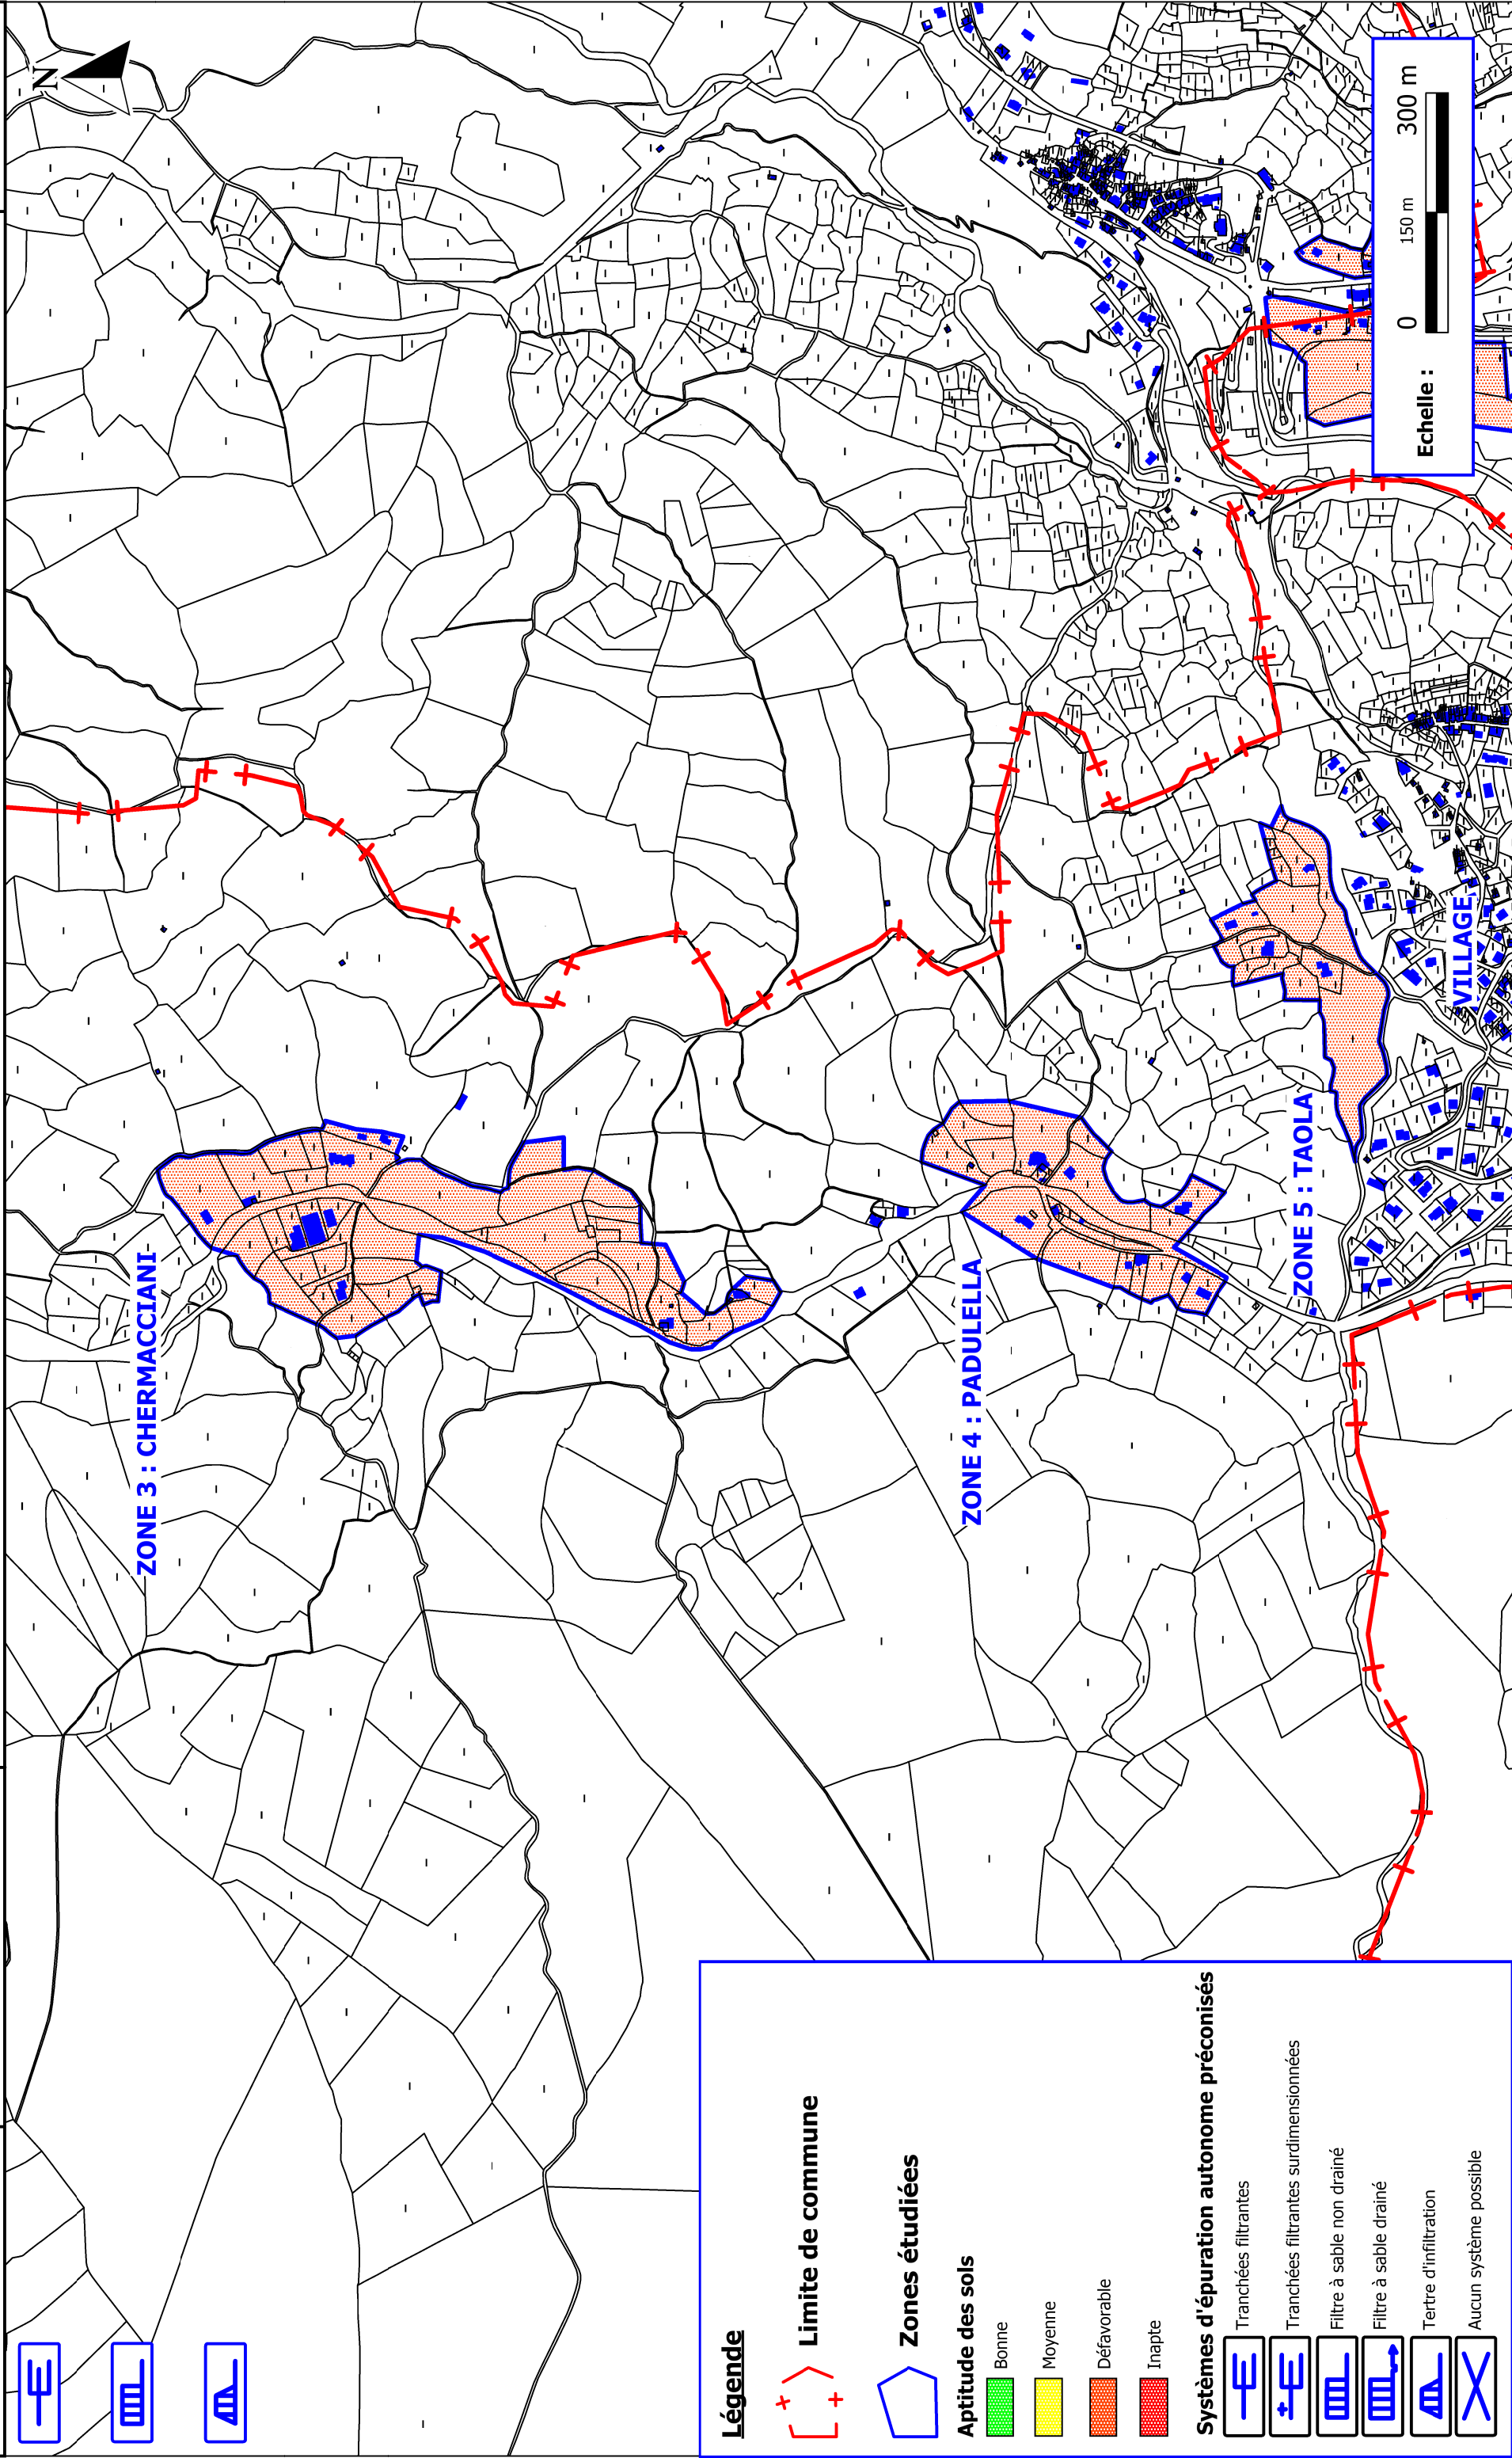 N
ZONE 3 : CHERMACCIANI
ZONE 4 : PADULELLA
ZONE 5 : TAOLA
VILLAGE
Echelle :
0
150 m
300 m
Légende
Limite de commune
Zones étudiées
Aptitude des sols
Bonne
Moyenne
Défavorable
Inapte
Systèmes d'épuration autonome préconisés
Tranchées filtrantes
Tranchées filtrantes surdimensionnées
Filtre à sable non drainé
Filtre à sable drainé
Tertre d'infiltration
Aucun système possible